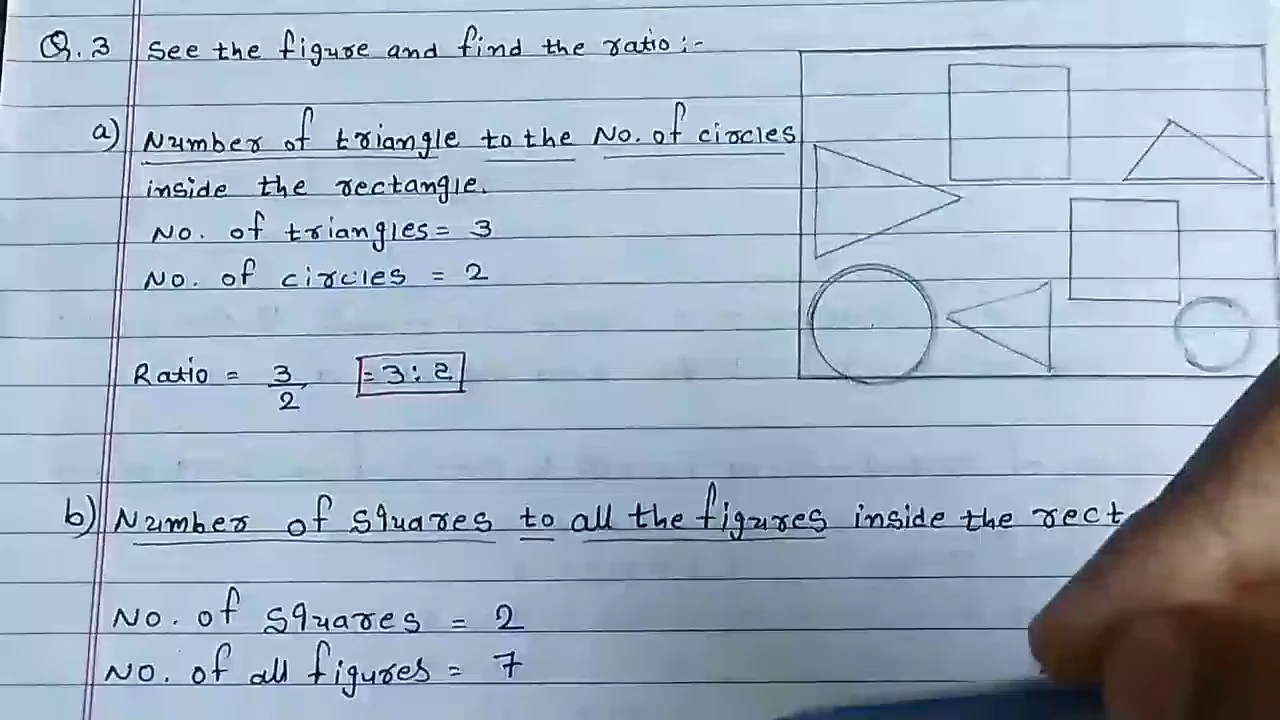 Q.3 See the figure and find the ratio :-
a) Number of triangle to the No. of circles
inside the rectangle.
No. of triangles = 3
No. of circles = 2
Ratio = 3/2 = 3:2
b) Number of squares to all the figures inside the rect
No. of squares = 2
No. of all figures = 7